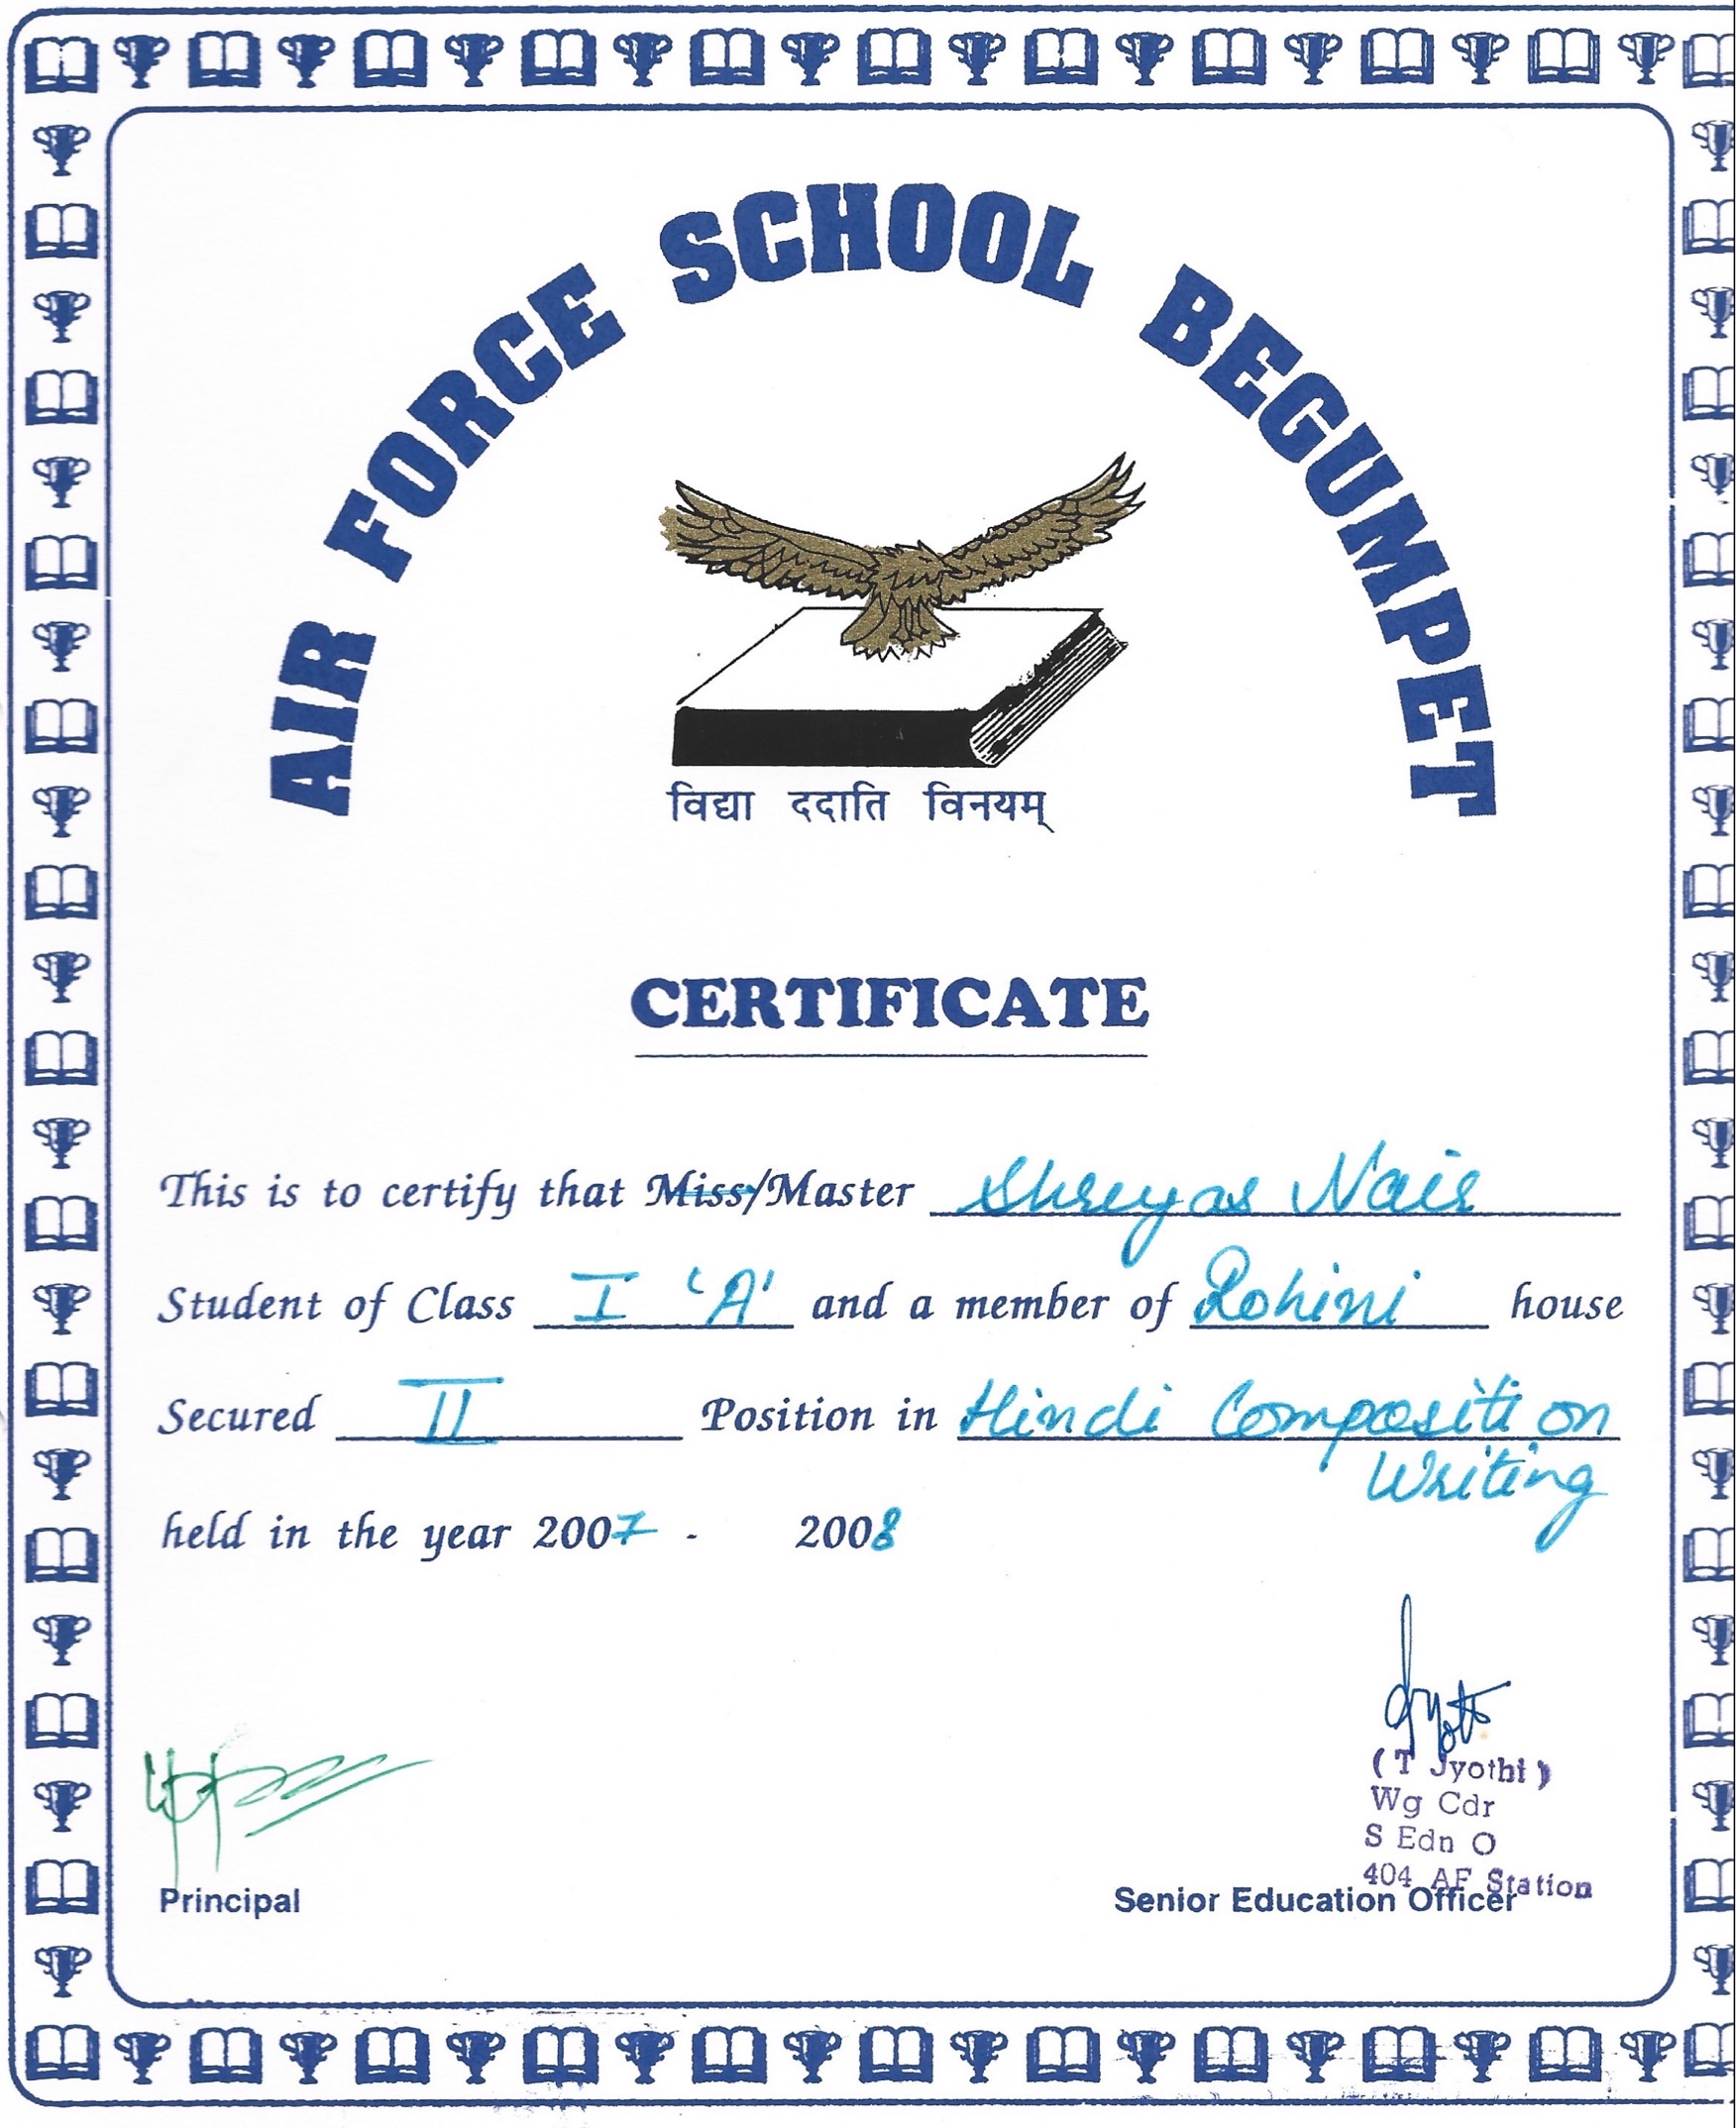 AIR FORCE SCHOOL BEGUMPET
विद्या ददाति विनयम्
CERTIFICATE
This is to certify that Miss/Master Shreyas Nair
Student of Class I 'A' and a member of Rohini house
Secured II Position in Hindi Composition
Writing
held in the year 2007 - 2008
Jyoti
(T Jyothi)
Wg Cdr
S Edn O
404 AF Station
Principal
Senior Education Officer